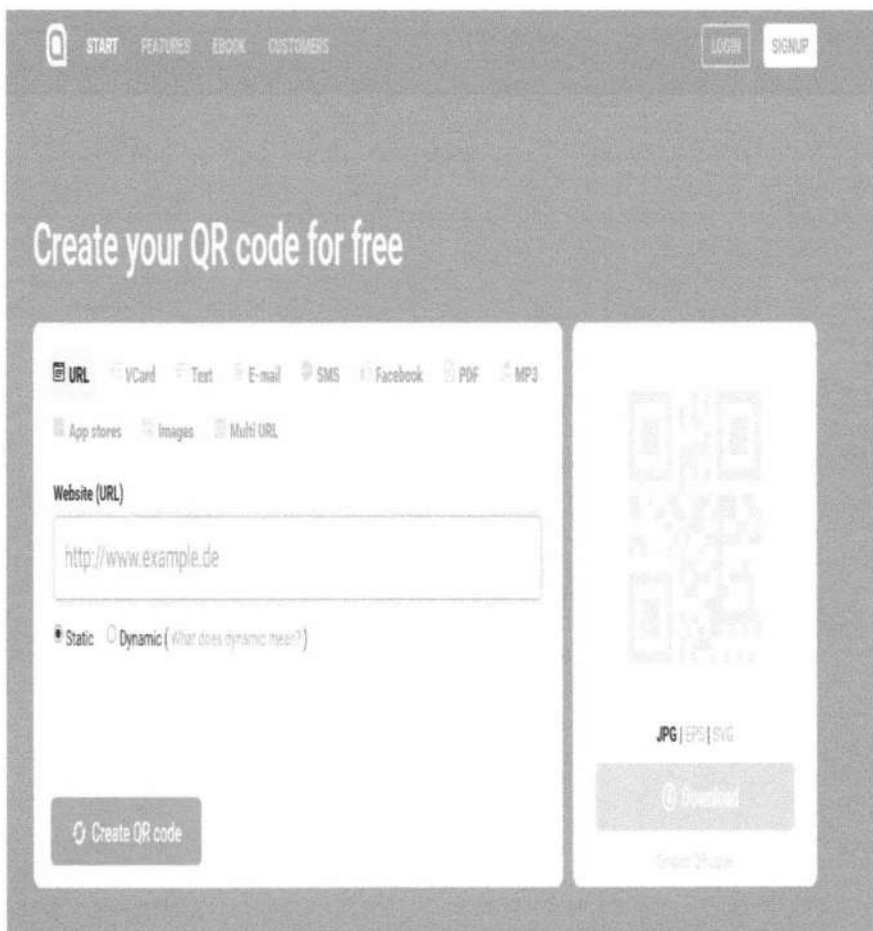 START FEATURES EBOOK CUSTOMERS LOGIN SIGNUP
Create your QR code for free
URL VCard Text E-mail SMS Facebook PDF MP3
App stores Images Multi URL
Website (URL)
http://www.example.de
Static Dynamic ( What does dynamic mean? )
JPG | EPS | SVG
Download
Create QR code